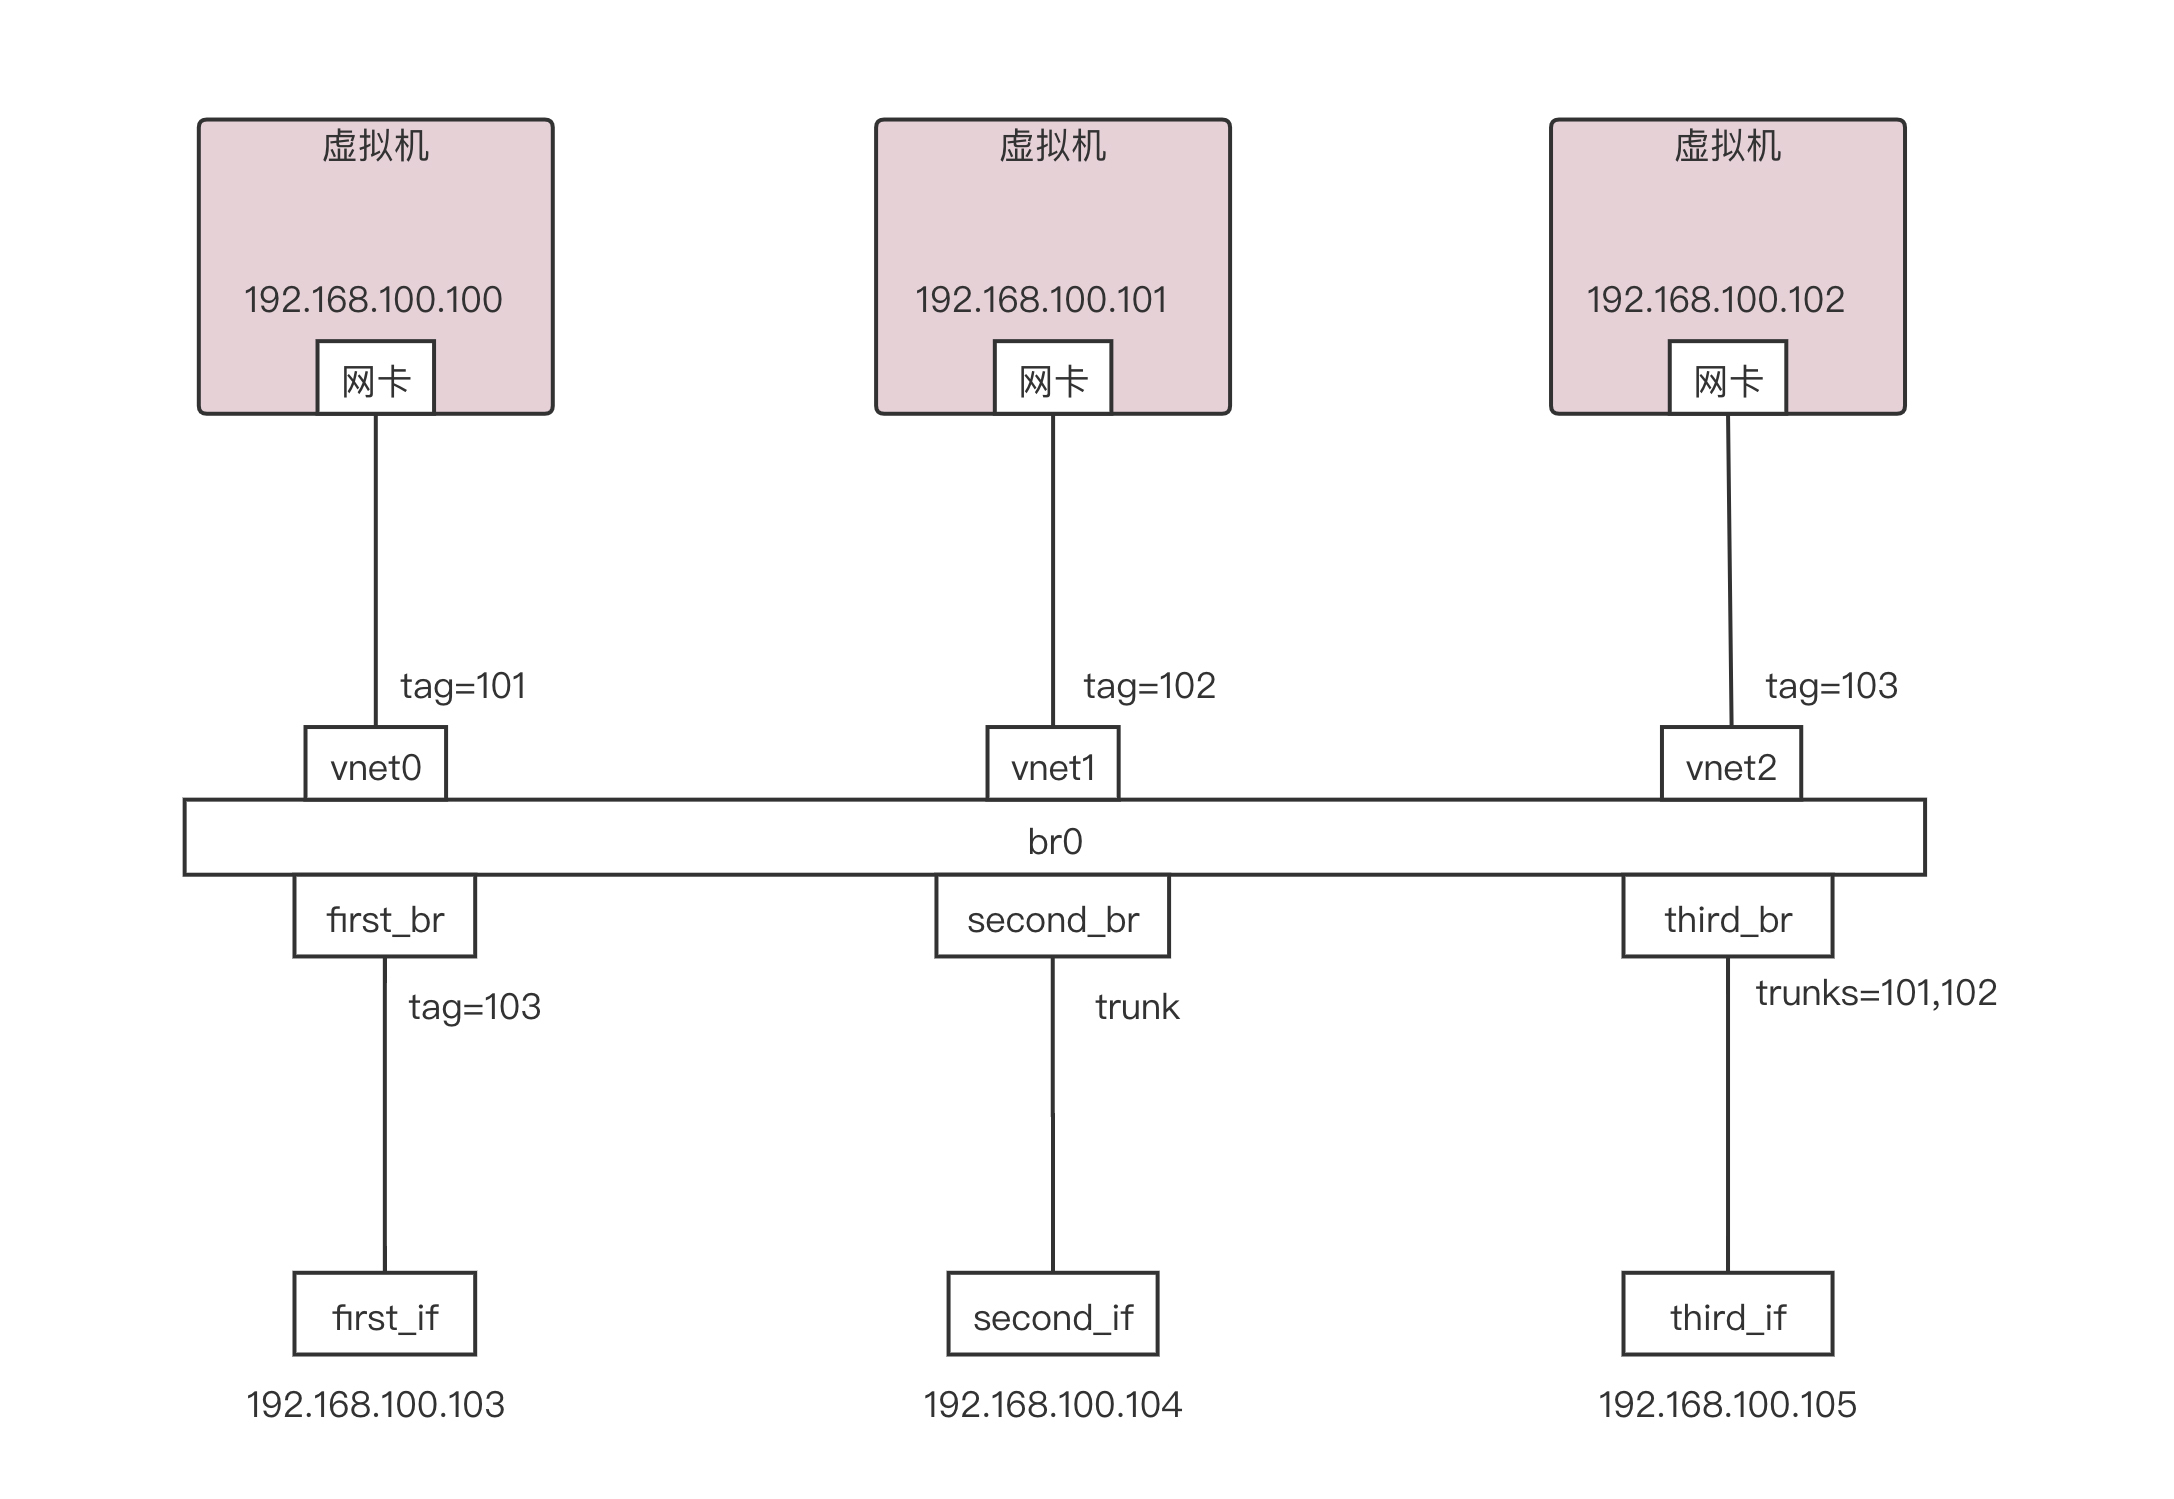 虚拟机
虚拟机
虚拟机
192.168.100.100
192.168.100.101
192.168.100.102
网卡
网卡
网卡
tag=101
tag=102
tag=103
vnet0
vnet1
vnet2
br0
first_br
second_br
third_br
tag=103
trunk
trunks=101,102
first_if
second_if
third_if
192.168.100.103
192.168.100.104
192.168.100.105